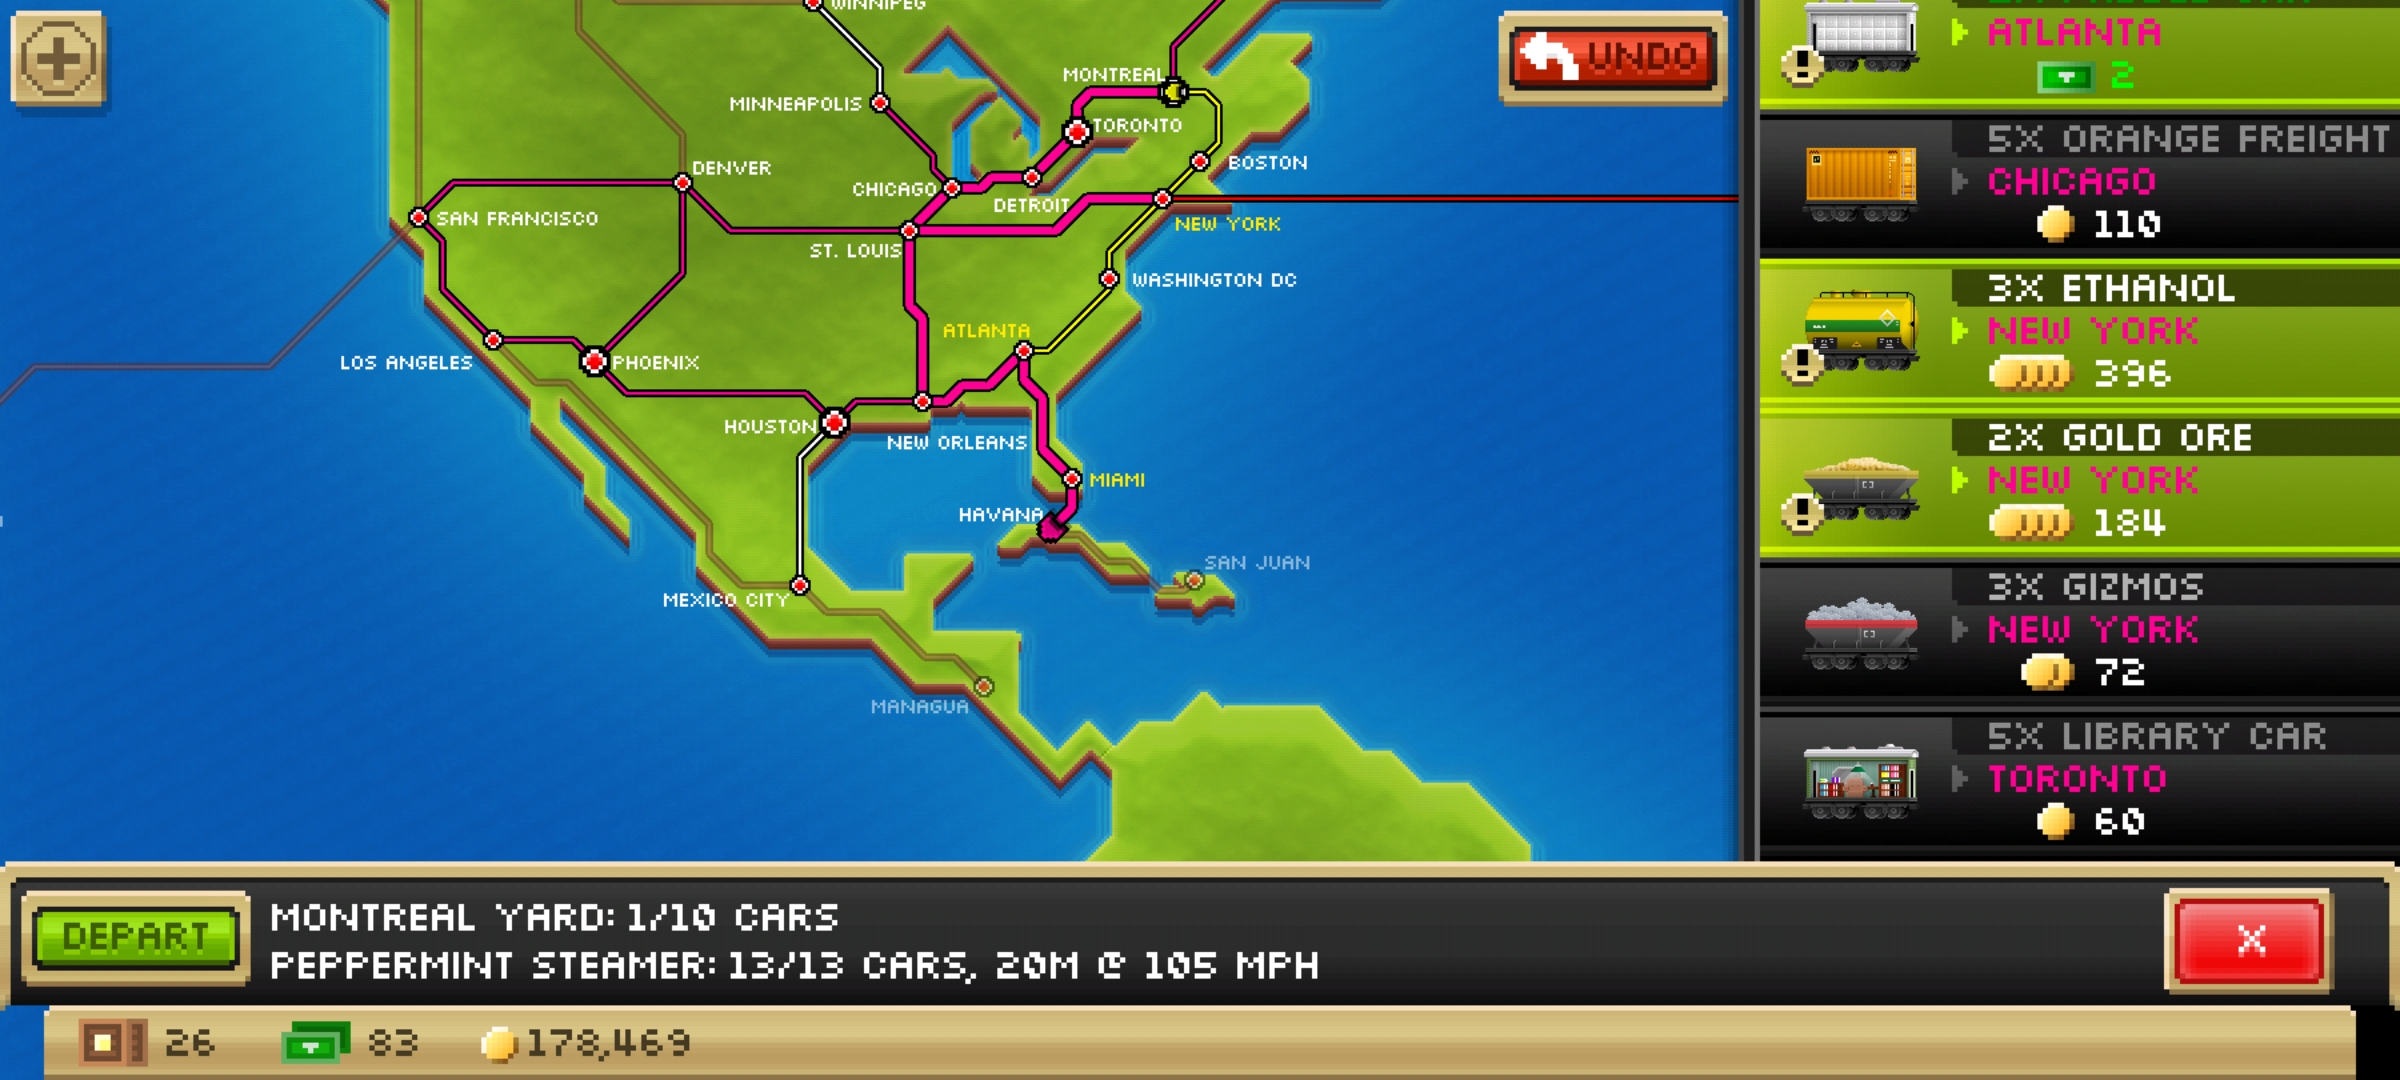 WINNIPEG
UNDO
MONTREAL
MINNEAPOLIS
TORONTO
BOSTON
DENVER
CHICAGO
DETROIT
SAN FRANCISCO
NEW YORK
ST. LOUIS
WASHINGTON DC
ATLANTA
LOS ANGELES
PHOENIX
HOUSTON
NEW ORLEANS
MIAMI
HAVANA
SAN JUAN
MEXICO CITY
MANAGUA
ATLANTA
2
5X ORANGE FREIGHT
CHICAGO
110
3X ETHANOL
NEW YORK
396
2X GOLD ORE
NEW YORK
184
3X GIZMOS
NEW YORK
72
5X LIBRARY CAR
TORONTO
60
DEPART
MONTREAL YARD: 1/10 CARS
PEPPERMINT STEAMER: 13/13 CARS, 20M @ 105 MPH
X
26
83
178,469